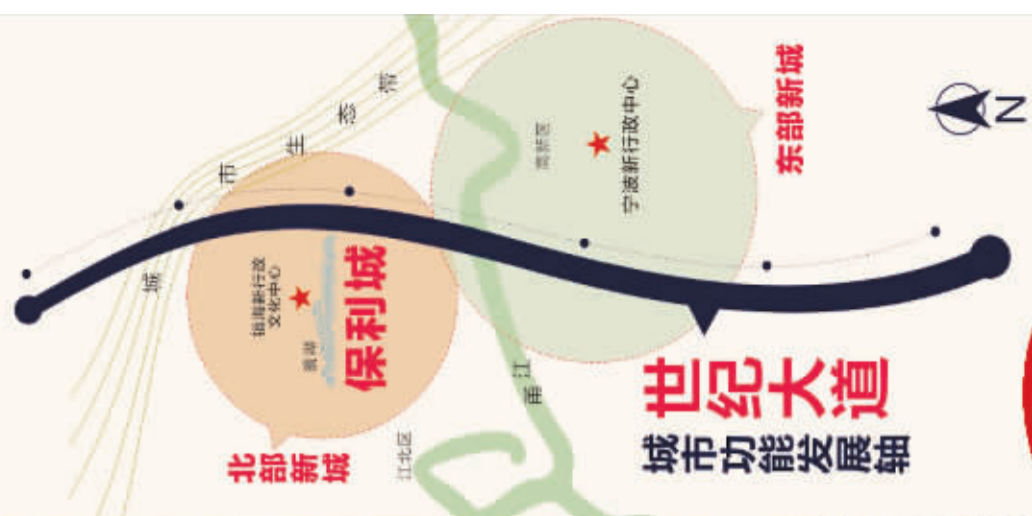 东部新城
N
高新区
宁波新行政中心
城市生态带
镇海新行政
文化中心
保利城
甬江
世纪大道
城市功能发展轴
北部新城
江北区